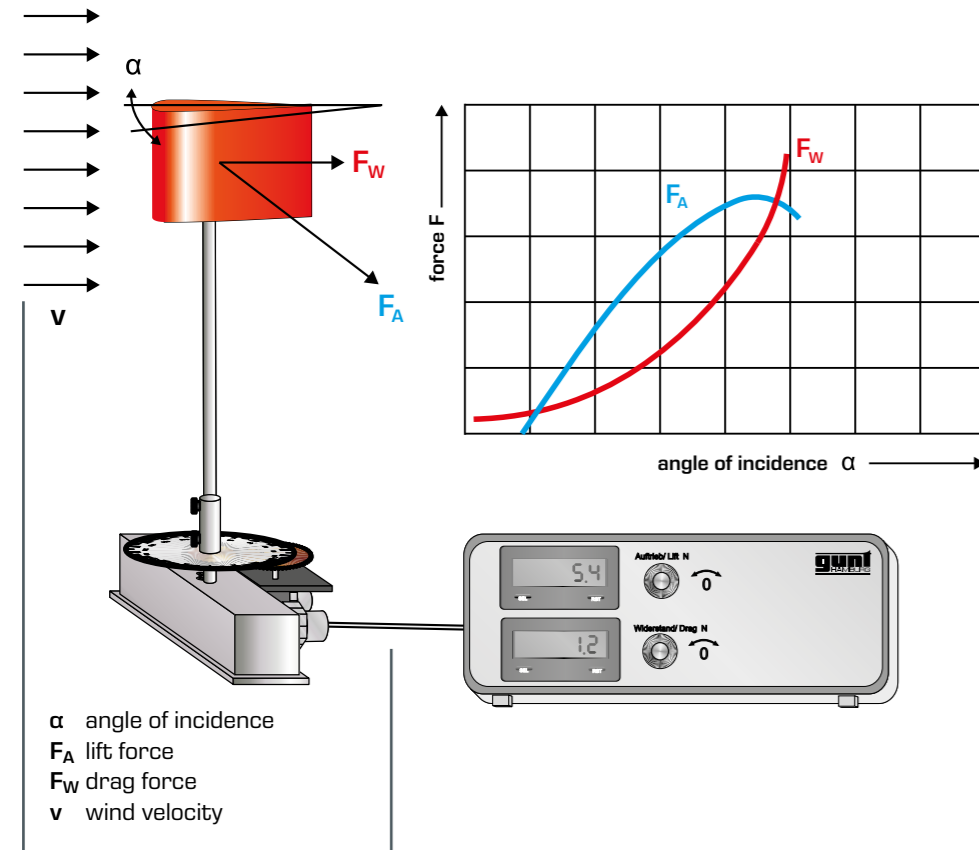 α
F_W
F_A
v
F_A
F_W
force F
angle of incidence α
5.4
Auftrieb/ Lift N
0
gunt
HAMBURG
1.2
Widerstand/ Drag N
0
α angle of incidence
F_A lift force
F_W drag force
v wind velocity